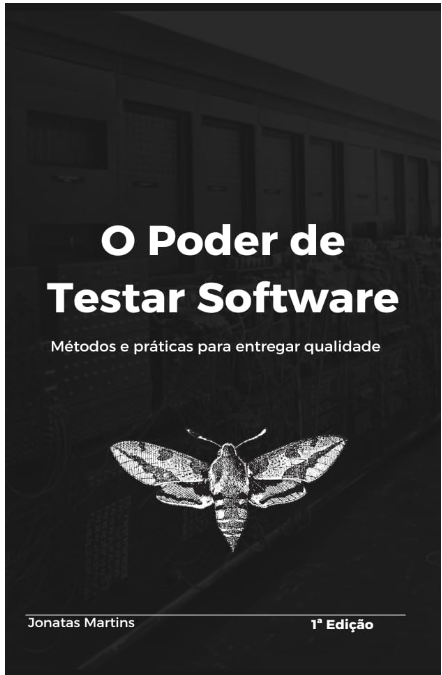 O Poder de
Testar Software
Métodos e práticas para entregar qualidade
Jonatas Martins
1ª Edição